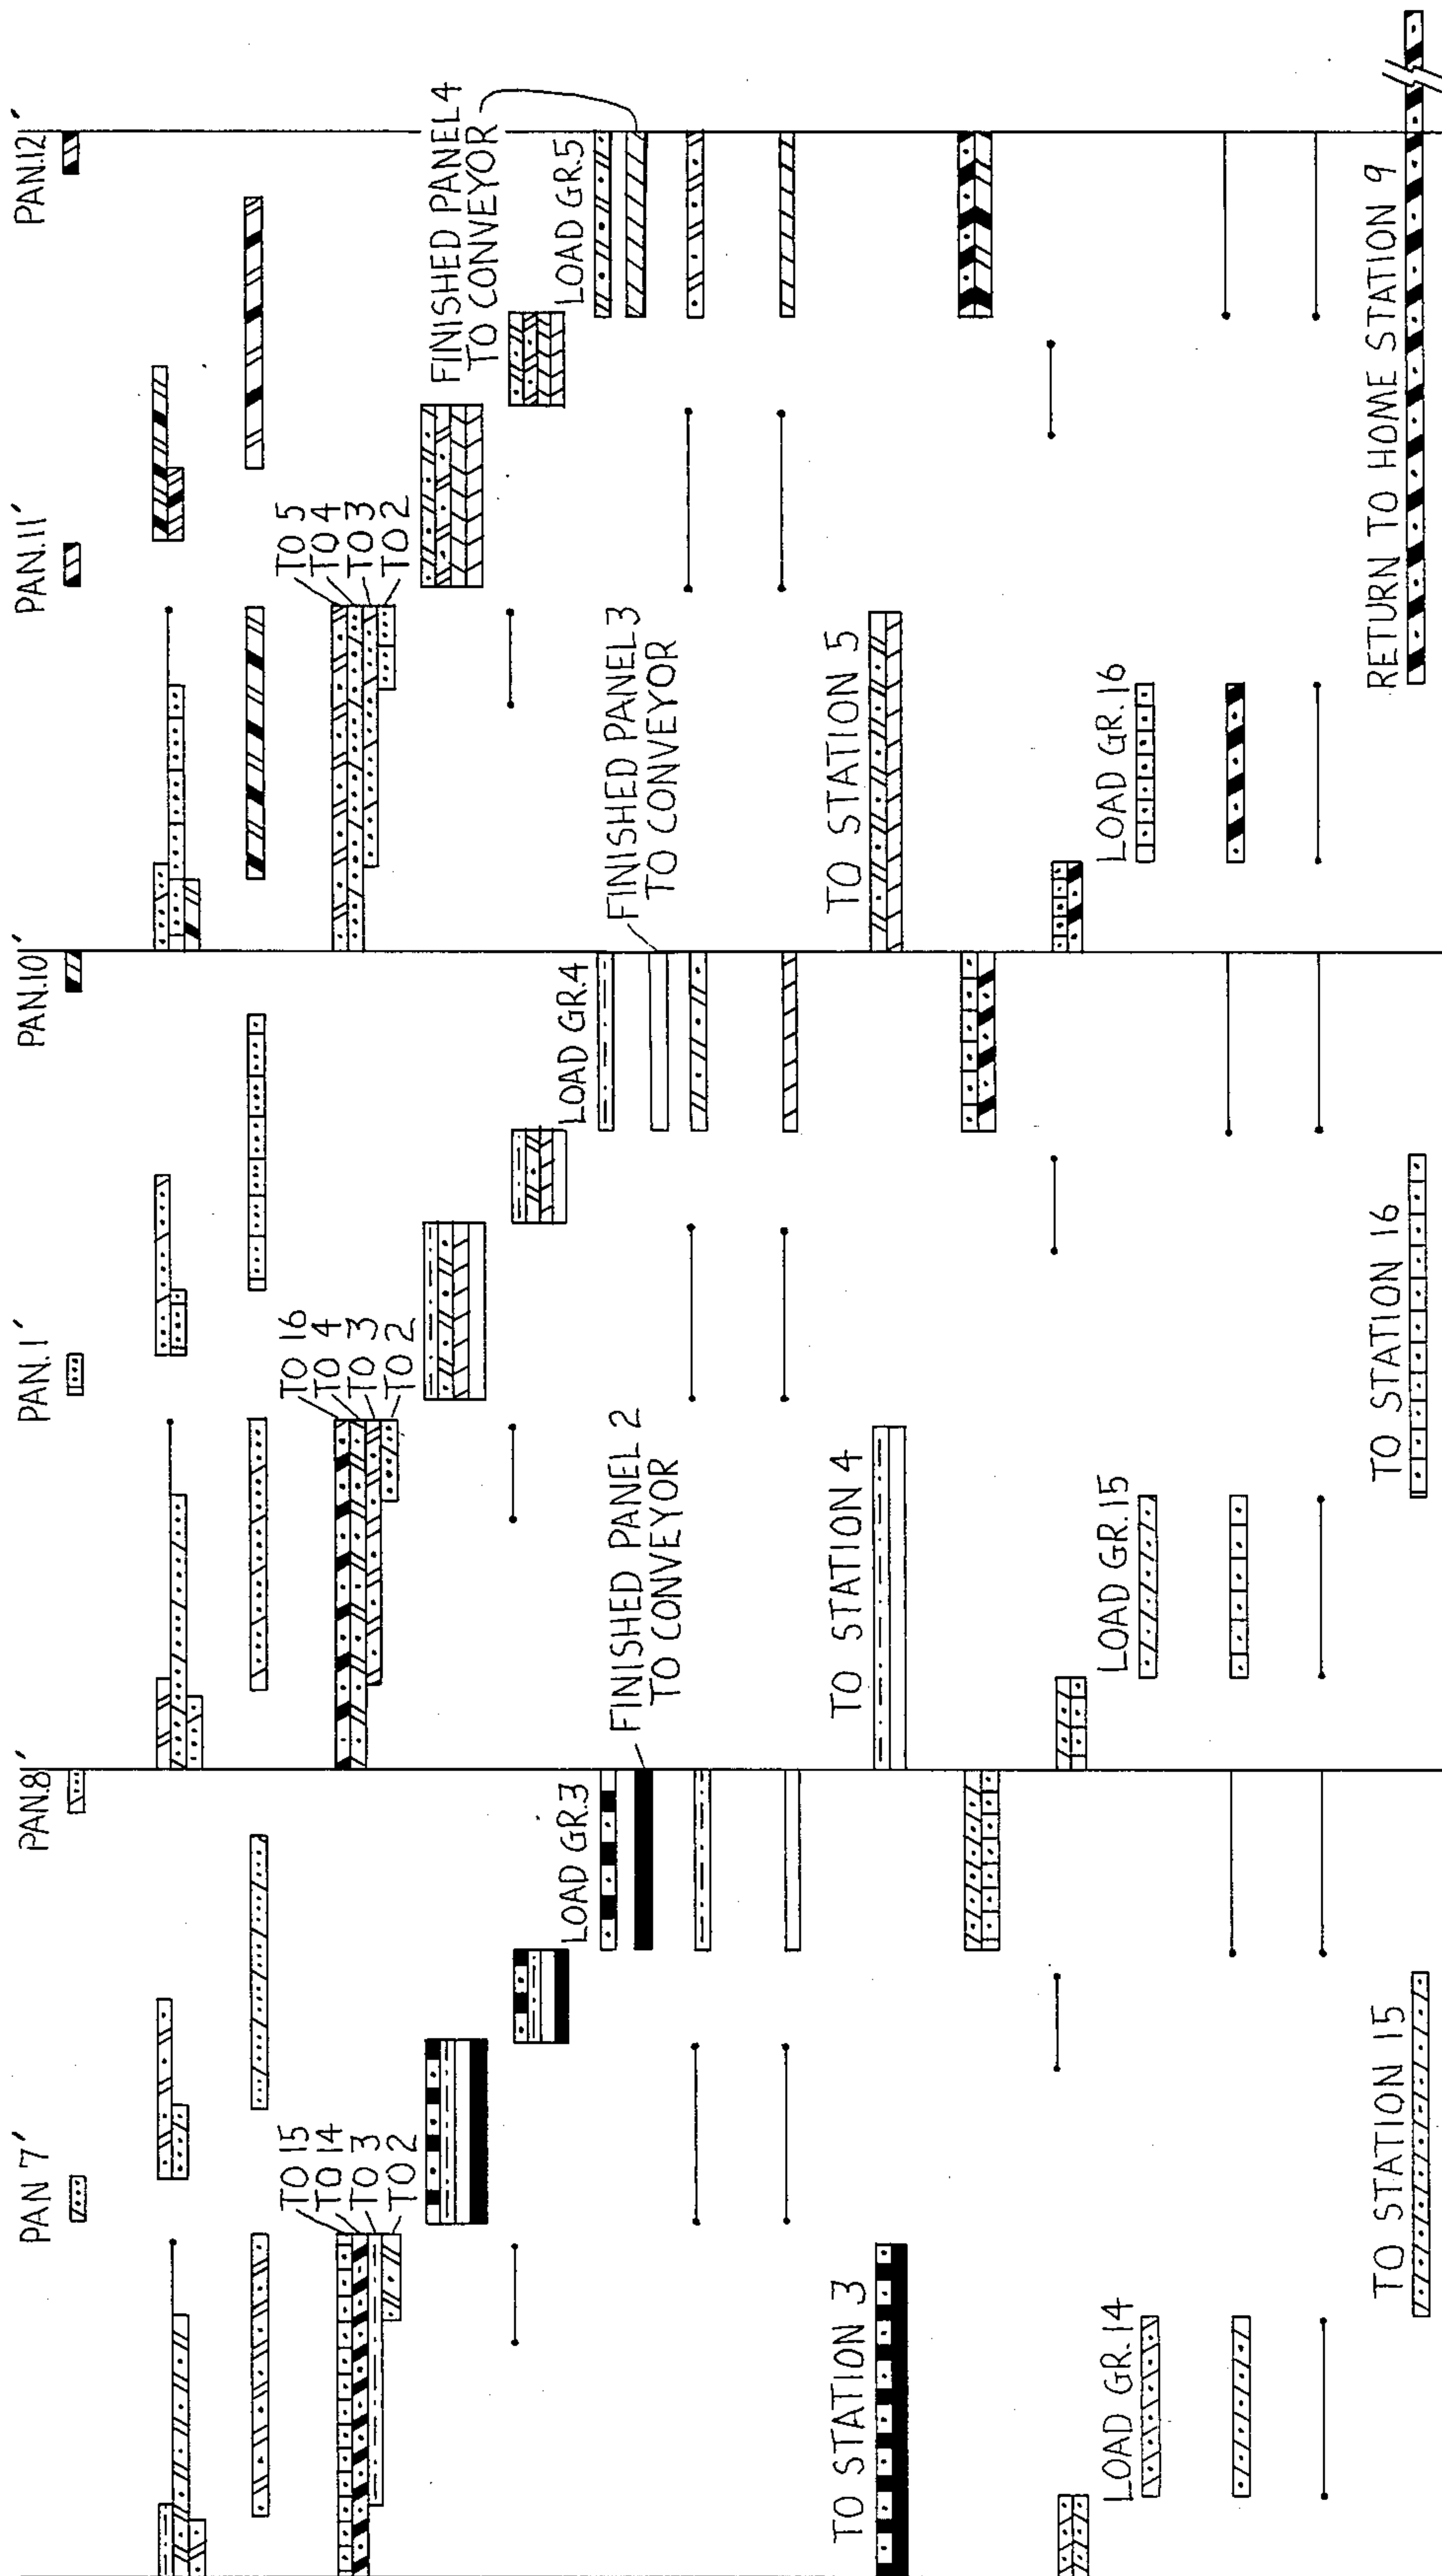 PAN 7'
PAN.8'
PAN.1'
PAN.10'
PAN.11'
PAN.12'
TO 15
TO 14
TO 3
TO 2
TO 16
TO 4
TO 3
TO 2
TO 5
TO 4
TO 3
TO 2
LOAD GR.3
FINISHED PANEL 2
TO CONVEYOR
LOAD GR.4
FINISHED PANEL 3
TO CONVEYOR
FINISHED PANEL 4
TO CONVEYOR
LOAD GR.5
TO STATION 3
TO STATION 4
TO STATION 5
LOAD GR.14
LOAD GR.15
LOAD GR.16
TO STATION 15
TO STATION 16
RETURN TO HOME STATION 9